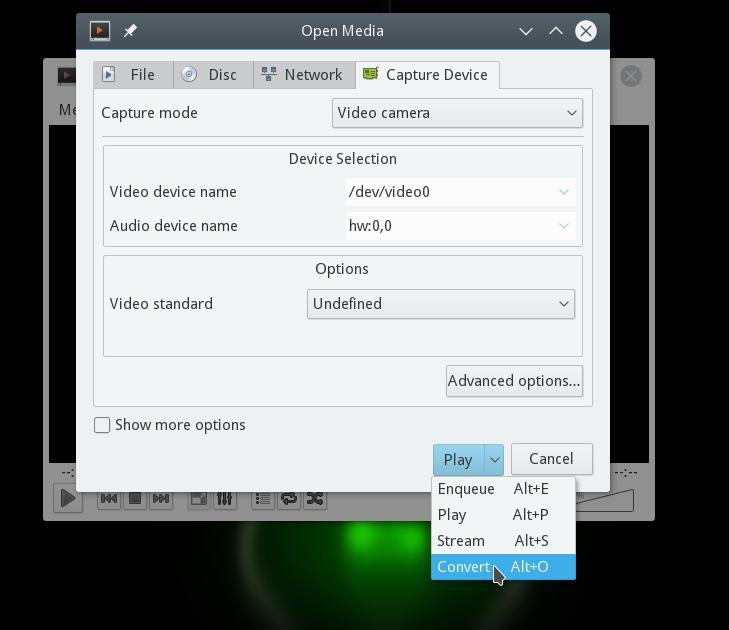 Open Media
File Disc Network Capture Device
Me
Capture mode Video camera
Device Selection
Video device name /dev/video0
Audio device name hw:0,0
Options
Video standard Undefined
Advanced options...
Show more options
Play Cancel
--: --:--
Enqueue Alt+E
%
Play Alt+P
Stream Alt+S
Convert Alt+O